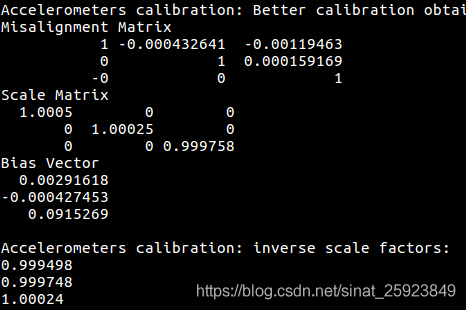 Accelerometers calibration: Better calibration obtai
Misalignment Matrix
1 -0.000432641 -0.00119463
0 1 0.000159169
-0 0 1
Scale Matrix
1.0005 0 0
0 1.00025 0
0 0 0.999758
Bias Vector
0.00291618
-0.000427453
0.0915269
Accelerometers calibration: inverse scale factors:
0.999498
0.999748
1.00024
https://blog.csdn.net/sinat_25923849